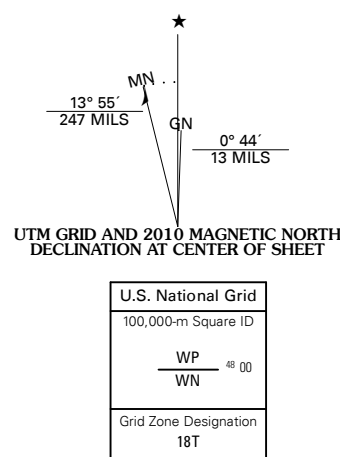 ★
MN
GN
13° 55´
247 MILS
0° 44´
13 MILS
UTM GRID AND 2010 MAGNETIC NORTH
DECLINATION AT CENTER OF SHEET
U.S. National Grid
100,000-m Square ID
WP
WN
48 00
Grid Zone Designation
18T